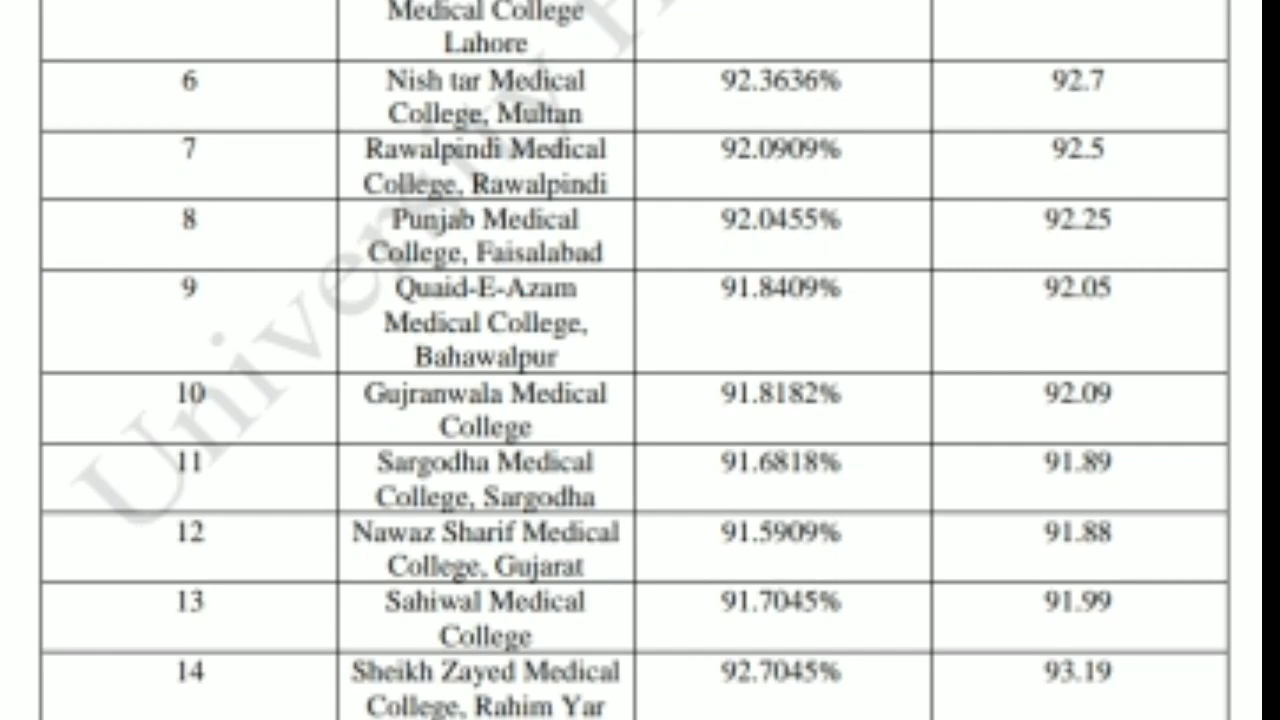 Medical College
Lahore
6 Nish tar Medical 92.3636% 92.7
College, Multan
7 Rawalpindi Medical 92.0909% 92.5
College, Rawalpindi
8 Punjab Medical 92.0455% 92.25
College, Faisalabad
9 Quaid-E-Azam 91.8409% 92.05
Medical College,
Bahawalpur
10 Gujranwala Medical 91.8182% 92.09
College
11 Sargodha Medical 91.6818% 91.89
College, Sargodha
12 Nawaz Sharif Medical 91.5909% 91.88
College, Gujarat
13 Sahiwal Medical 91.7045% 91.99
College
14 Sheikh Zayed Medical 92.7045% 93.19
College, Rahim Yar
University